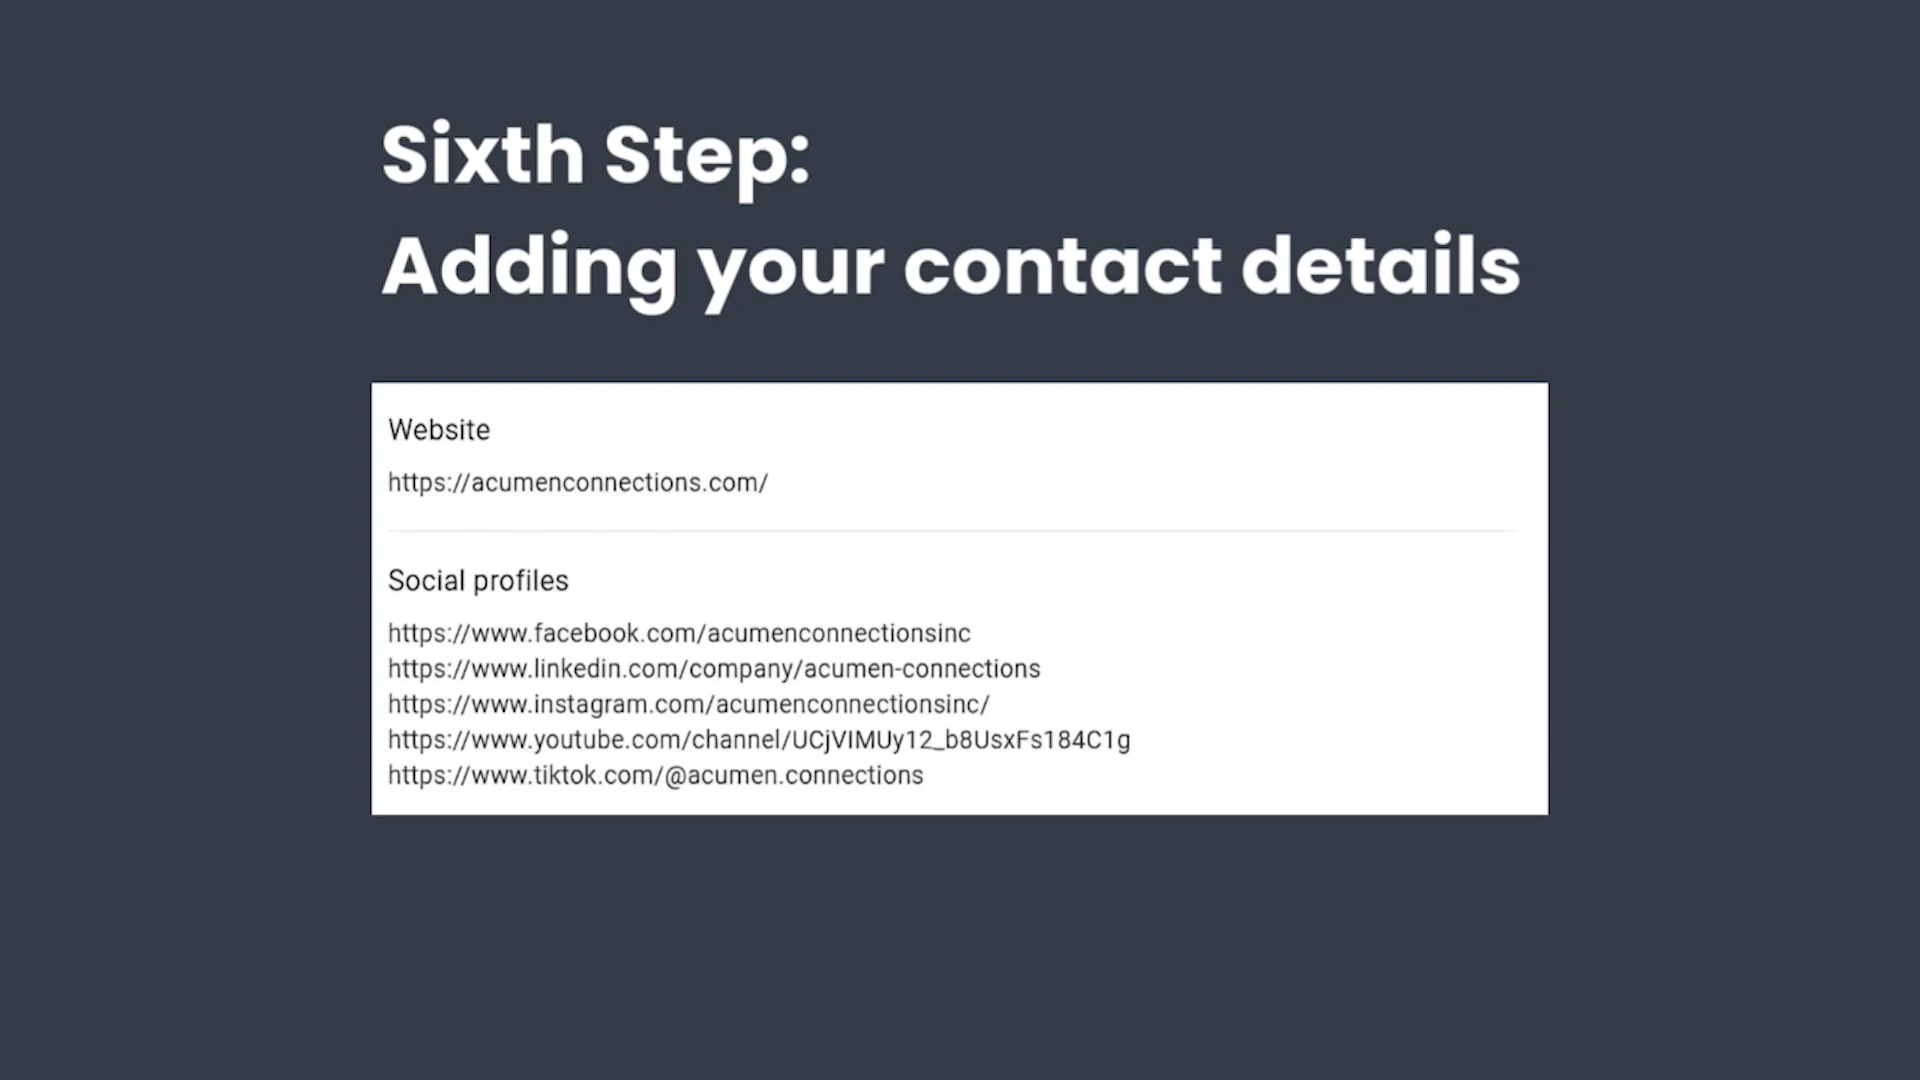 Sixth Step:
Adding your contact details
Website
https://acumenconnections.com/
Social profiles
https://www.facebook.com/acumenconnectionsinc
https://www.linkedin.com/company/acumen-connections
https://www.instagram.com/acumenconnectionsinc/
https://www.youtube.com/channel/UCjVIMUy12_b8UsxFs184C1g
https://www.tiktok.com/@acumen.connections